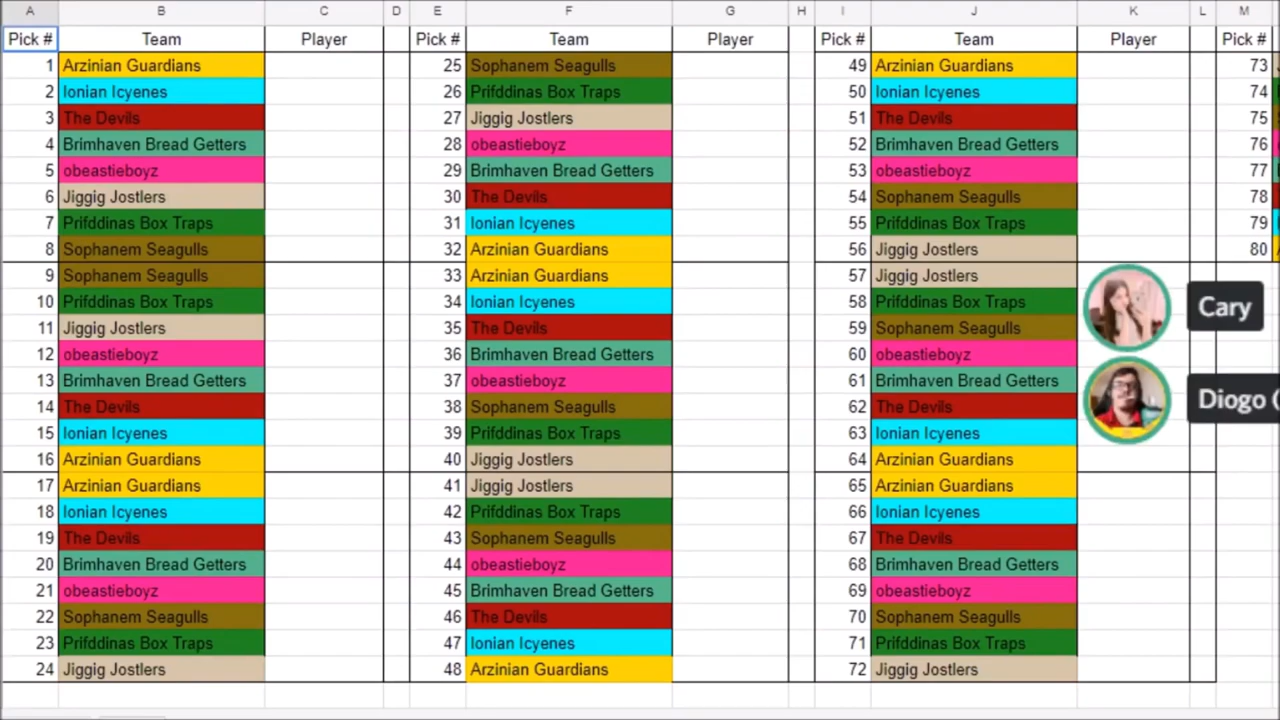 A B C D E F G H I J K L M
Pick # Team Player Pick # Team Player Pick # Team Player Pick #
1 Arzinian Guardians 25 Sophanem Seagulls 49 Arzinian Guardians 73
2 Ionian Icyenes 26 Prifddinas Box Traps 50 Ionian Icyenes 74
3 The Devils 27 Jiggig Jostlers 51 The Devils 75
4 Brimhaven Bread Getters 28 obeastieboyz 52 Brimhaven Bread Getters 76
5 obeastieboyz 29 Brimhaven Bread Getters 53 obeastieboyz 77
6 Jiggig Jostlers 30 The Devils 54 Sophanem Seagulls 78
7 Prifddinas Box Traps 31 Ionian Icyenes 55 Prifddinas Box Traps 79
8 Sophanem Seagulls 32 Arzinian Guardians 56 Jiggig Jostlers 80
9 Sophanem Seagulls 33 Arzinian Guardians 57 Jiggig Jostlers
10 Prifddinas Box Traps 34 Ionian Icyenes 58 Prifddinas Box Traps Cary
11 Jiggig Jostlers 35 The Devils 59 Sophanem Seagulls
12 obeastieboyz 36 Brimhaven Bread Getters 60 obeastieboyz
13 Brimhaven Bread Getters 37 obeastieboyz 61 Brimhaven Bread Getters
14 The Devils 38 Sophanem Seagulls 62 The Devils Diogo
15 Ionian Icyenes 39 Prifddinas Box Traps 63 Ionian Icyenes
16 Arzinian Guardians 40 Jiggig Jostlers 64 Arzinian Guardians
17 Arzinian Guardians 41 Jiggig Jostlers 65 Arzinian Guardians
18 Ionian Icyenes 42 Prifddinas Box Traps 66 Ionian Icyenes
19 The Devils 43 Sophanem Seagulls 67 The Devils
20 Brimhaven Bread Getters 44 obeastieboyz 68 Brimhaven Bread Getters
21 obeastieboyz 45 Brimhaven Bread Getters 69 obeastieboyz
22 Sophanem Seagulls 46 The Devils 70 Sophanem Seagulls
23 Prifddinas Box Traps 47 Ionian Icyenes 71 Prifddinas Box Traps
24 Jiggig Jostlers 48 Arzinian Guardians 72 Jiggig Jostlers